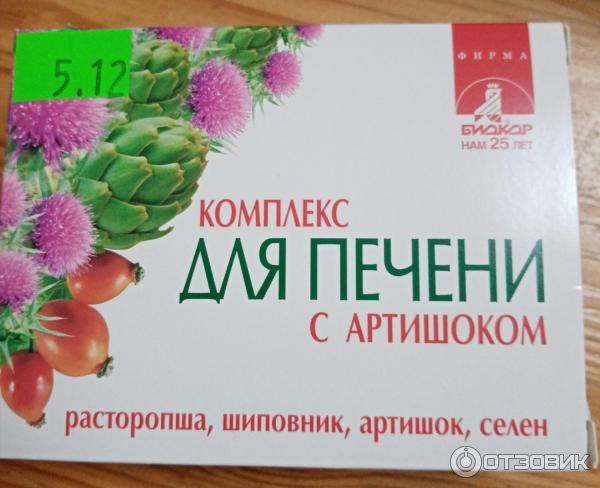 5.12
ФИРМА
БИОКОР
НАМ 25 ЛЕТ
КОМПЛЕКС
ДЛЯ ПЕЧЕНИ
С АРТИШОКОМ
расторопша, шиповник, артишок, селен
ОТЗОВИК